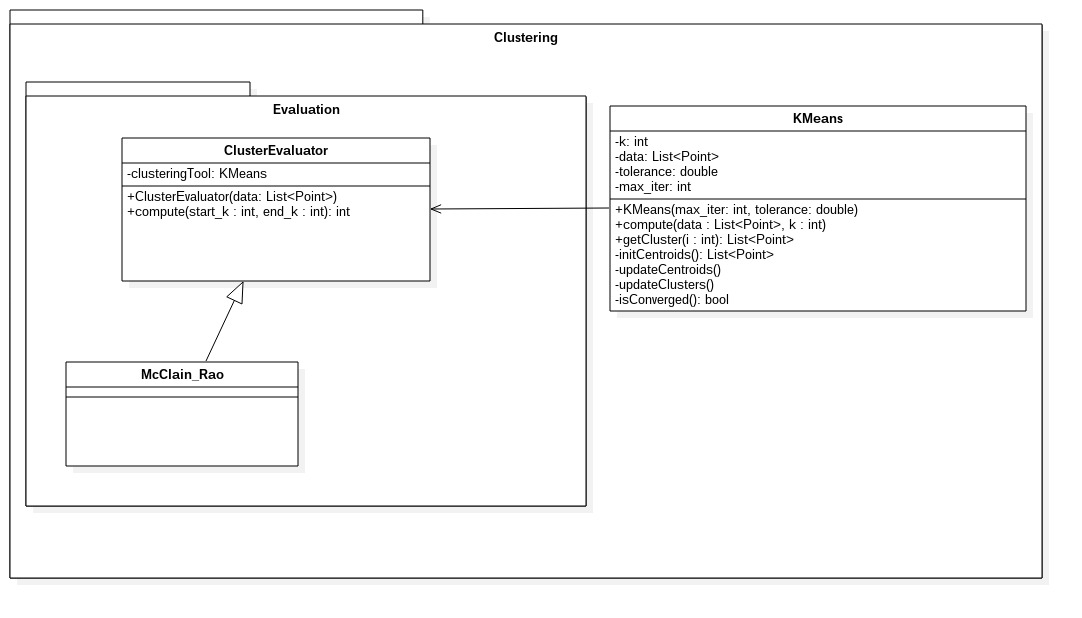 Clustering
Evaluation
ClusterEvaluator
-clusteringTool: KMeans
+ClusterEvaluator(data: List<Point>)
+compute(start_k : int, end_k : int): int
McClain_Rao
KMeans
-k: int
-data: List<Point>
-tolerance: double
-max_iter: int
+KMeans(max_iter: int, tolerance: double)
+compute(data : List<Point>, k : int)
+getCluster(i : int): List<Point>
-initCentroids(): List<Point>
-updateCentroids()
-updateClusters()
-isConverged(): bool